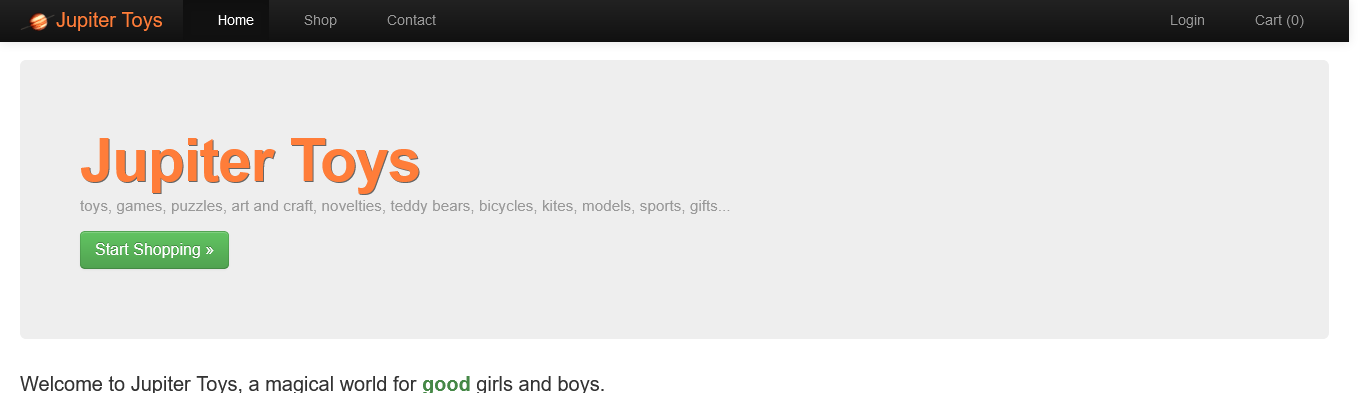 Jupiter Toys Home Shop Contact Login Cart (0)
Jupiter Toys
toys, games, puzzles, art and craft, novelties, teddy bears, bicycles, kites, models, sports, gifts...
Start Shopping »
Welcome to Jupiter Toys, a magical world for good girls and boys.